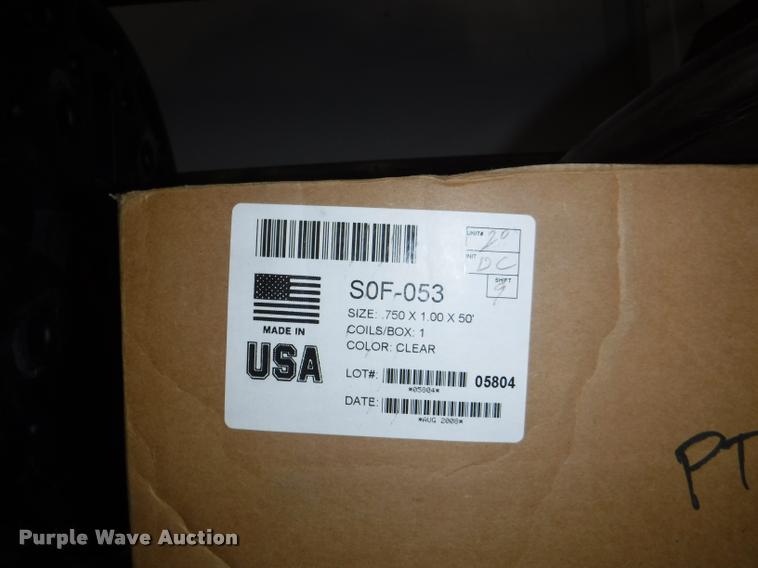 UNIT# 20
INIT DC
SHIFT
S0F-053
SIZE: .750 X 1.00 X 50'
COILS/BOX: 1
COLOR: CLEAR
MADE IN
USA
LOT#: 05804
*05804*
DATE:
*AUG 2008*
PT
Purple Wave Auction